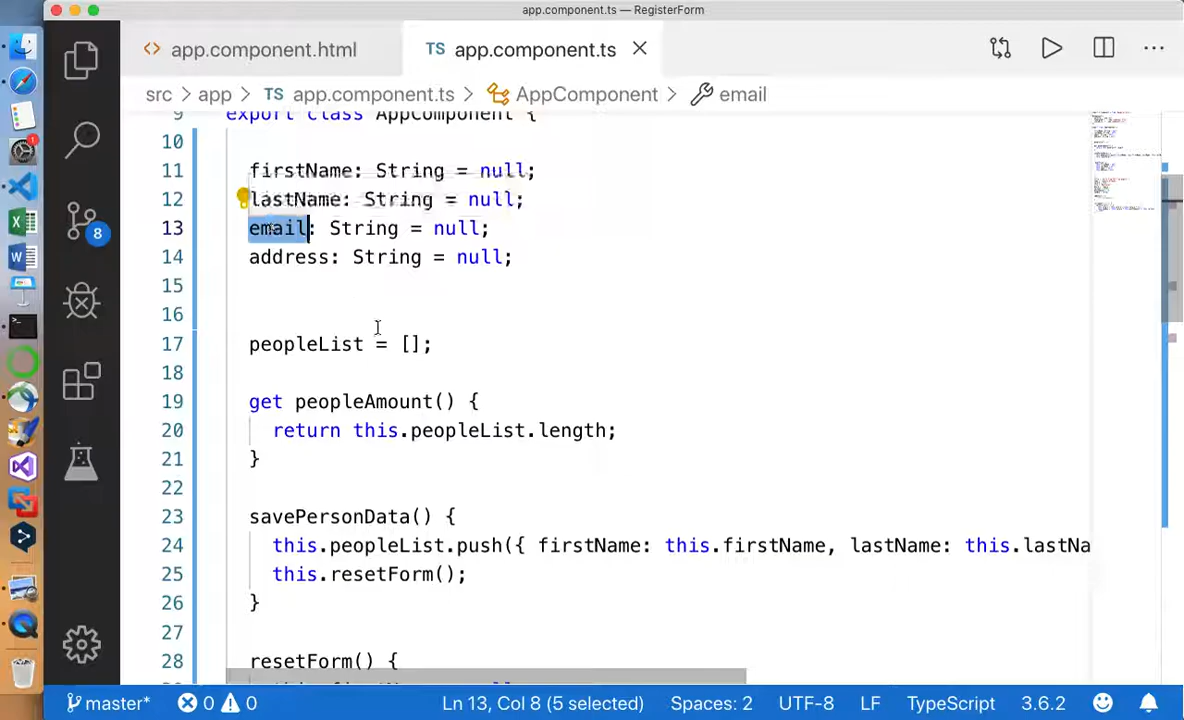 app.component.ts — RegisterForm
app.component.html
TS app.component.ts
src > app > TS app.component.ts > AppComponent > email
9 export class AppComponent {
10
11 firstName: String = null;
12 lastName: String = null;
13 email: String = null;
14 address: String = null;
15
16
17 peopleList = [];
18
19 get peopleAmount() {
20 return this.peopleList.length;
21 }
22
23 savePersonData() {
24 this.peopleList.push({ firstName: this.firstName, lastName: this.lastNa
25 this.resetForm();
26 }
27
28 resetForm() {
8
1
master* 0 0 Ln 13, Col 8 (5 selected) Spaces: 2 UTF-8 LF TypeScript 3.6.2